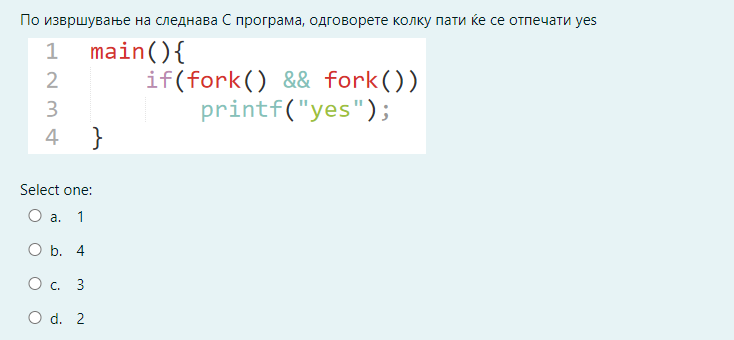 По извршување на следнава C програма, одговорете колку пати ќе се отпечати yes
1 main(){
2 if(fork() && fork())
3 printf("yes");
4 }
Select one:
a. 1
b. 4
c. 3
d. 2